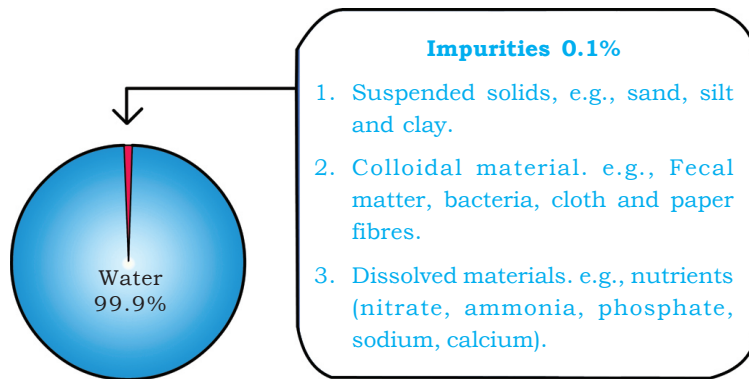 Impurities 0.1%
1. Suspended solids, e.g., sand, silt
and clay.
2. Colloidal material. e.g., Fecal
matter, bacteria, cloth and paper
fibres.
3. Dissolved materials. e.g., nutrients
(nitrate, ammonia, phosphate,
sodium, calcium).
Water
99.9%